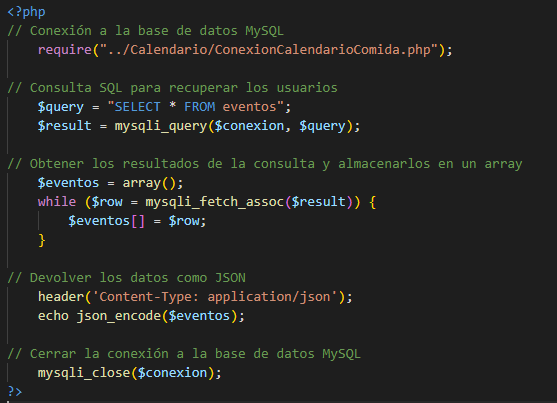 <?php
// Conexión a la base de datos MySQL
    require("../Calendario/ConexionCalendarioComida.php");

// Consulta SQL para recuperar los usuarios
    $query = "SELECT * FROM eventos";
    $result = mysqli_query($conexion, $query);

// Obtener los resultados de la consulta y almacenarlos en un array
    $eventos = array();
    while ($row = mysqli_fetch_assoc($result)) {
        $eventos[] = $row;
    }

// Devolver los datos como JSON
    header('Content-Type: application/json');
    echo json_encode($eventos);

// Cerrar la conexión a la base de datos MySQL
    mysqli_close($conexion);
?>